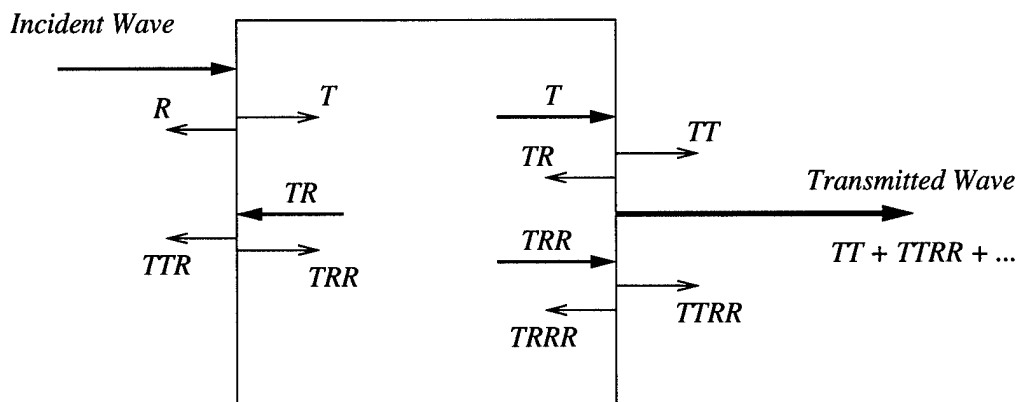 Incident Wave
R
T
T
TT
TR
TR
Transmitted Wave
TTR
TRR
TRR
TT + TTRR + ...
TRRR
TTRR